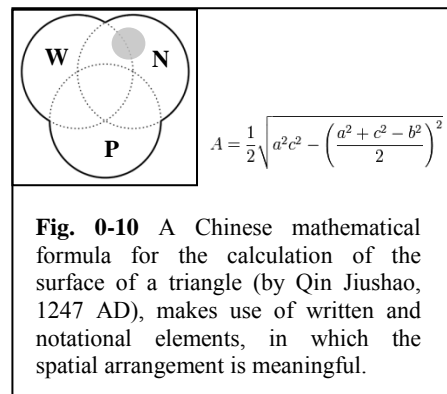 W N
P
A = \frac{1}{2}\sqrt{a^2c^2 - \left(\frac{a^2 + c^2 - b^2}{2}\right)^2}
Fig. 0-10 A Chinese mathematical
formula for the calculation of the
surface of a triangle (by Qin Jiushao,
1247 AD), makes use of written and
notational elements, in which the
spatial arrangement is meaningful.